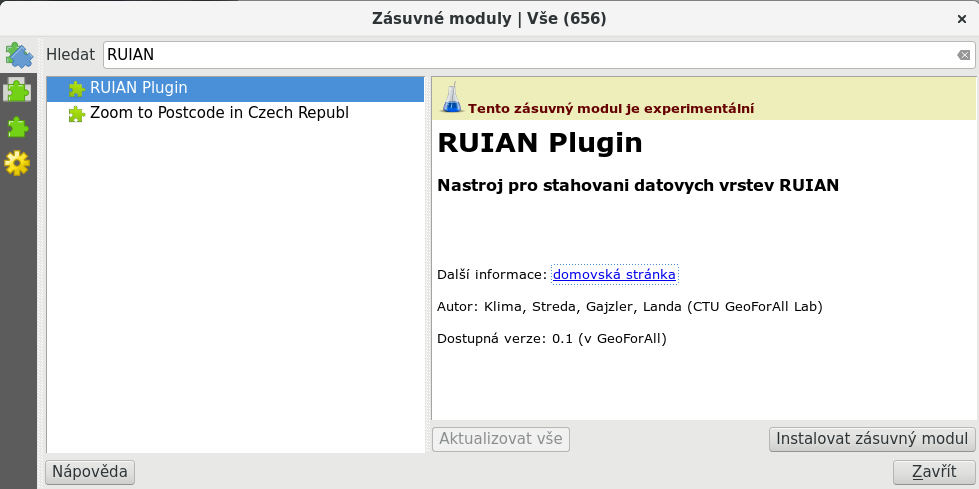 Zásuvné moduly | Vše (656)
Hledat RUIAN
RUIAN Plugin
Zoom to Postcode in Czech Republ
Tento zásuvný modul je experimentální
RUIAN Plugin
Nastroj pro stahovani datovych vrstev RUIAN
Další informace: domovská stránka
Autor: Klima, Streda, Gajzler, Landa (CTU GeoForAll Lab)
Dostupná verze: 0.1 (v GeoForAll)
Aktualizovat vše
Instalovat zásuvný modul
Nápověda
Zavřít